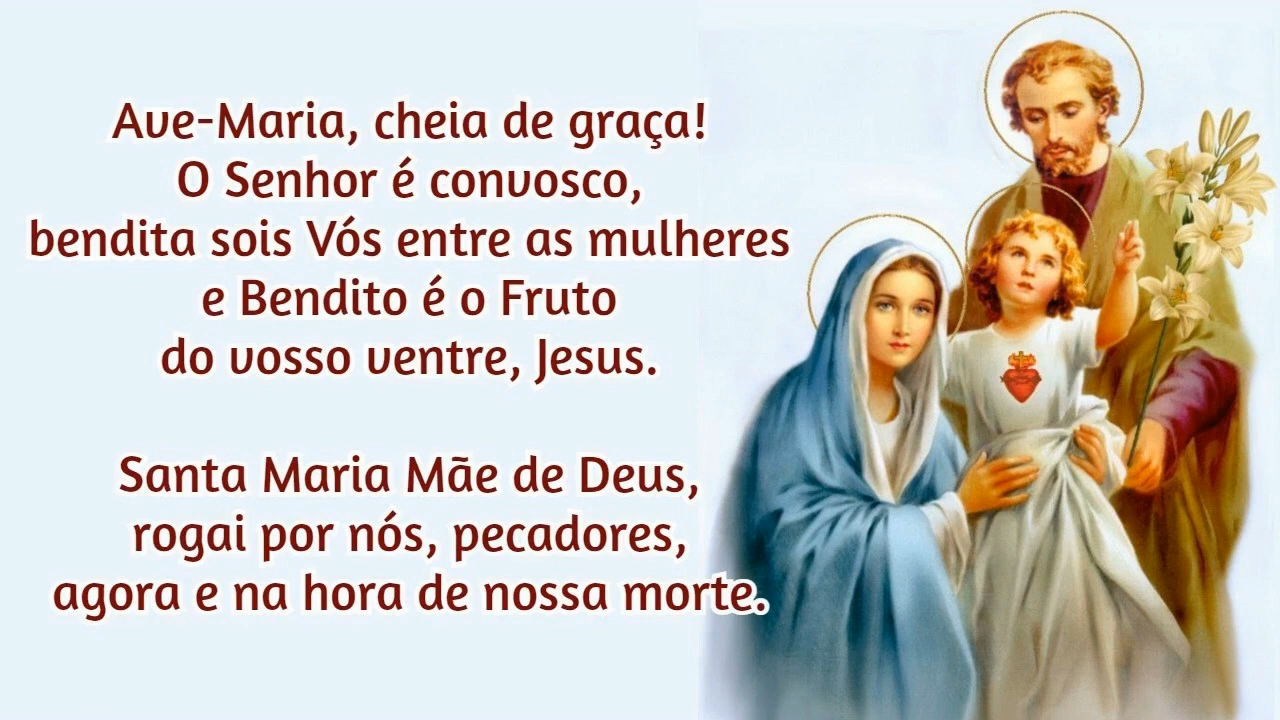 Ave-Maria, cheia de graça!
O Senhor é convosco,
bendita sois Vós entre as mulheres
e Bendito é o Fruto
do vosso ventre, Jesus.
Santa Maria Mãe de Deus,
rogai por nós, pecadores,
agora e na hora de nossa morte.